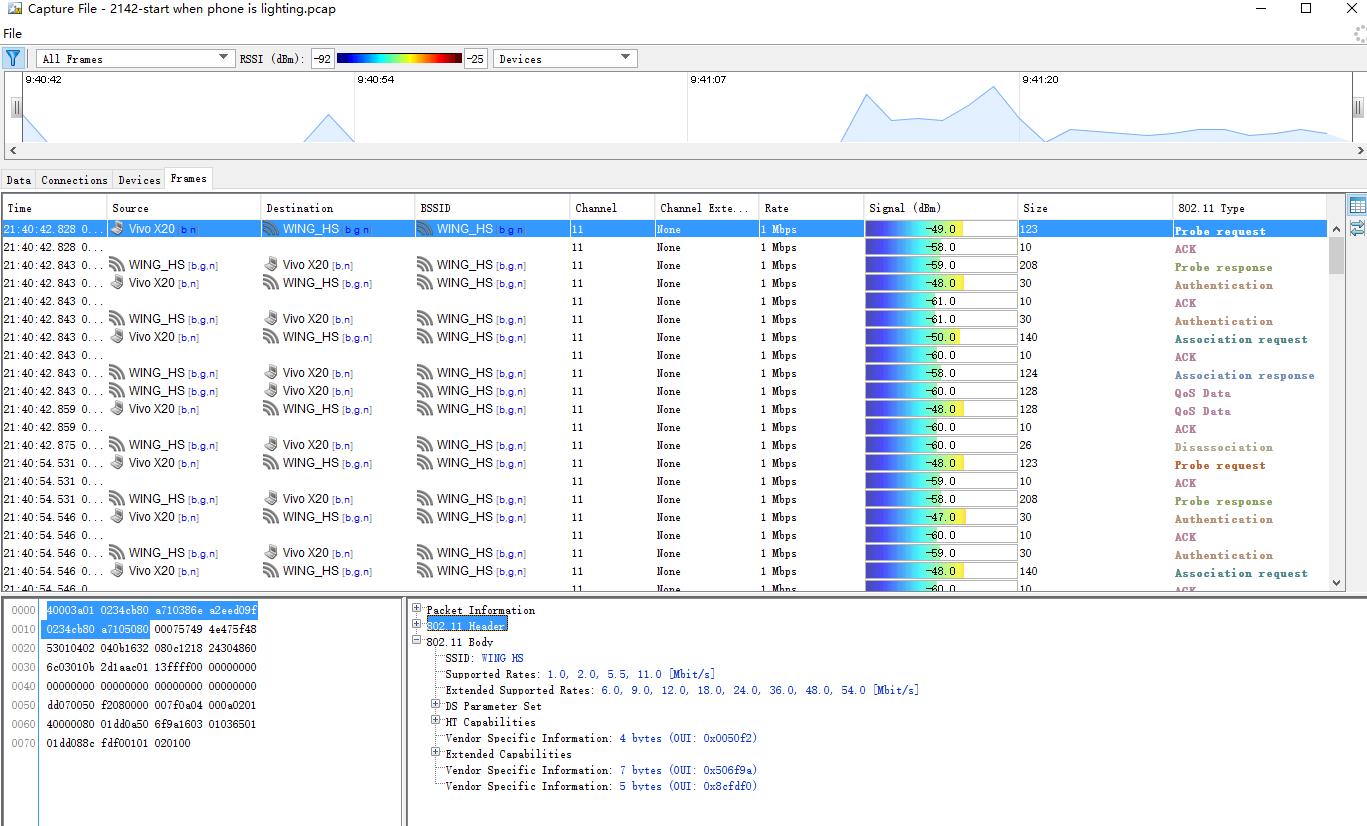 Capture File - 2142-start when phone is lighting.pcap
File
All Frames RSSI (dBm): -92 -25 Devices
9:40:42 9:40:54 9:41:07 9:41:20
Data Connections Devices Frames
Time Source Destination BSSID Channel Channel Exte... Rate Signal (dBm) Size 802.11 Type
21:40:42.828 0... Vivo X20 [b,n] WING_HS [b,g,n] WING_HS [b,g,n] 11 None 1 Mbps -49.0 123 Probe request
21:40:42.828 0... 11 None 1 Mbps -58.0 10 ACK
21:40:42.843 0... WING_HS [b,g,n] Vivo X20 [b,n] WING_HS [b,g,n] 11 None 1 Mbps -59.0 208 Probe response
21:40:42.843 0... Vivo X20 [b,n] WING_HS [b,g,n] WING_HS [b,g,n] 11 None 1 Mbps -48.0 30 Authentication
21:40:42.843 0... 11 None 1 Mbps -61.0 10 ACK
21:40:42.843 0... WING_HS [b,g,n] Vivo X20 [b,n] WING_HS [b,g,n] 11 None 1 Mbps -61.0 30 Authentication
21:40:42.843 0... Vivo X20 [b,n] WING_HS [b,g,n] WING_HS [b,g,n] 11 None 1 Mbps -50.0 140 Association request
21:40:42.843 0... 11 None 1 Mbps -60.0 10 ACK
21:40:42.843 0... WING_HS [b,g,n] Vivo X20 [b,n] WING_HS [b,g,n] 11 None 1 Mbps -58.0 124 Association response
21:40:42.843 0... WING_HS [b,g,n] Vivo X20 [b,n] WING_HS [b,g,n] 11 None 1 Mbps -60.0 128 QoS Data
21:40:42.859 0... Vivo X20 [b,n] WING_HS [b,g,n] WING_HS [b,g,n] 11 None 1 Mbps -48.0 128 QoS Data
21:40:42.859 0... 11 None 1 Mbps -60.0 10 ACK
21:40:42.875 0... WING_HS [b,g,n] Vivo X20 [b,n] WING_HS [b,g,n] 11 None 1 Mbps -60.0 26 Disassociation
21:40:54.531 0... Vivo X20 [b,n] WING_HS [b,g,n] WING_HS [b,g,n] 11 None 1 Mbps -48.0 123 Probe request
21:40:54.531 0... 11 None 1 Mbps -59.0 10 ACK
21:40:54.531 0... WING_HS [b,g,n] Vivo X20 [b,n] WING_HS [b,g,n] 11 None 1 Mbps -58.0 208 Probe response
21:40:54.546 0... Vivo X20 [b,n] WING_HS [b,g,n] WING_HS [b,g,n] 11 None 1 Mbps -47.0 30 Authentication
21:40:54.546 0... 11 None 1 Mbps -60.0 10 ACK
21:40:54.546 0... WING_HS [b,g,n] Vivo X20 [b,n] WING_HS [b,g,n] 11 None 1 Mbps -59.0 30 Authentication
21:40:54.546 0... Vivo X20 [b,n] WING_HS [b,g,n] WING_HS [b,g,n] 11 None 1 Mbps -48.0 140 Association request
21:40:54.546 0... 11 None 1 Mbps -60.0 10 ACK
0000 40003a01 0234cb80 a710386e a2eed09f
0010 0234cb80 a7105080 00075749 4e475f48
0020 53010402 040b1632 080c1218 24304860
0030 6c03010b 2d1aac01 13ffff00 00000000
0040 00000000 00000000 00000000 00000000
0050 dd070050 f2080000 007f0a04 000a0201
0060 40000080 01dd0a50 6f9a1603 01036501
0070 01dd088c fdf00101 020100
Packet Information
802.11 Header
802.11 Body
SSID: WING HS
Supported Rates: 1.0, 2.0, 5.5, 11.0 [Mbit/s]
Extended Supported Rates: 6.0, 9.0, 12.0, 18.0, 24.0, 36.0, 48.0, 54.0 [Mbit/s]
DS Parameter Set
HT Capabilities
Vendor Specific Information: 4 bytes (OUI: 0x0050f2)
Extended Capabilities
Vendor Specific Information: 7 bytes (OUI: 0x506f9a)
Vendor Specific Information: 5 bytes (OUI: 0x8cfdf0)